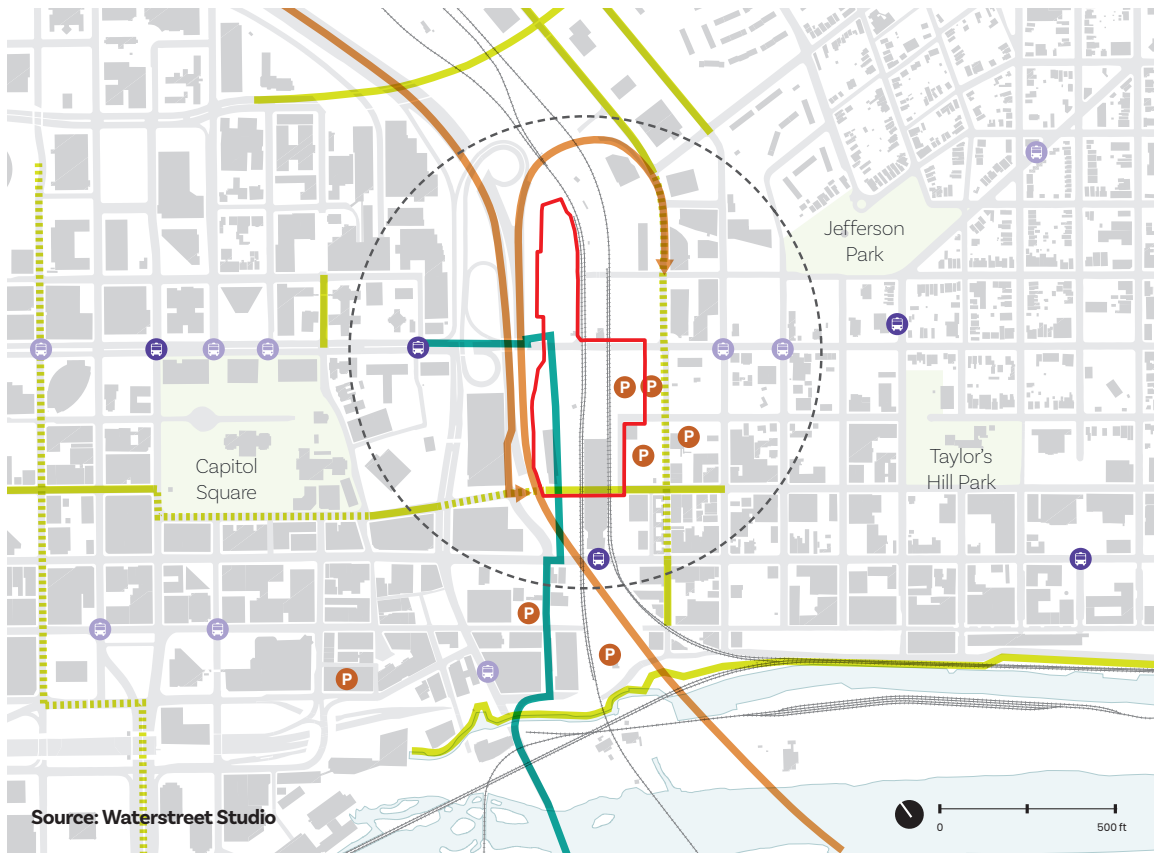 Jefferson
Park
P
P
P
P
Capitol
Square
Taylor's
Hill Park
P
P
P
Source: Waterstreet Studio
0
500 ft